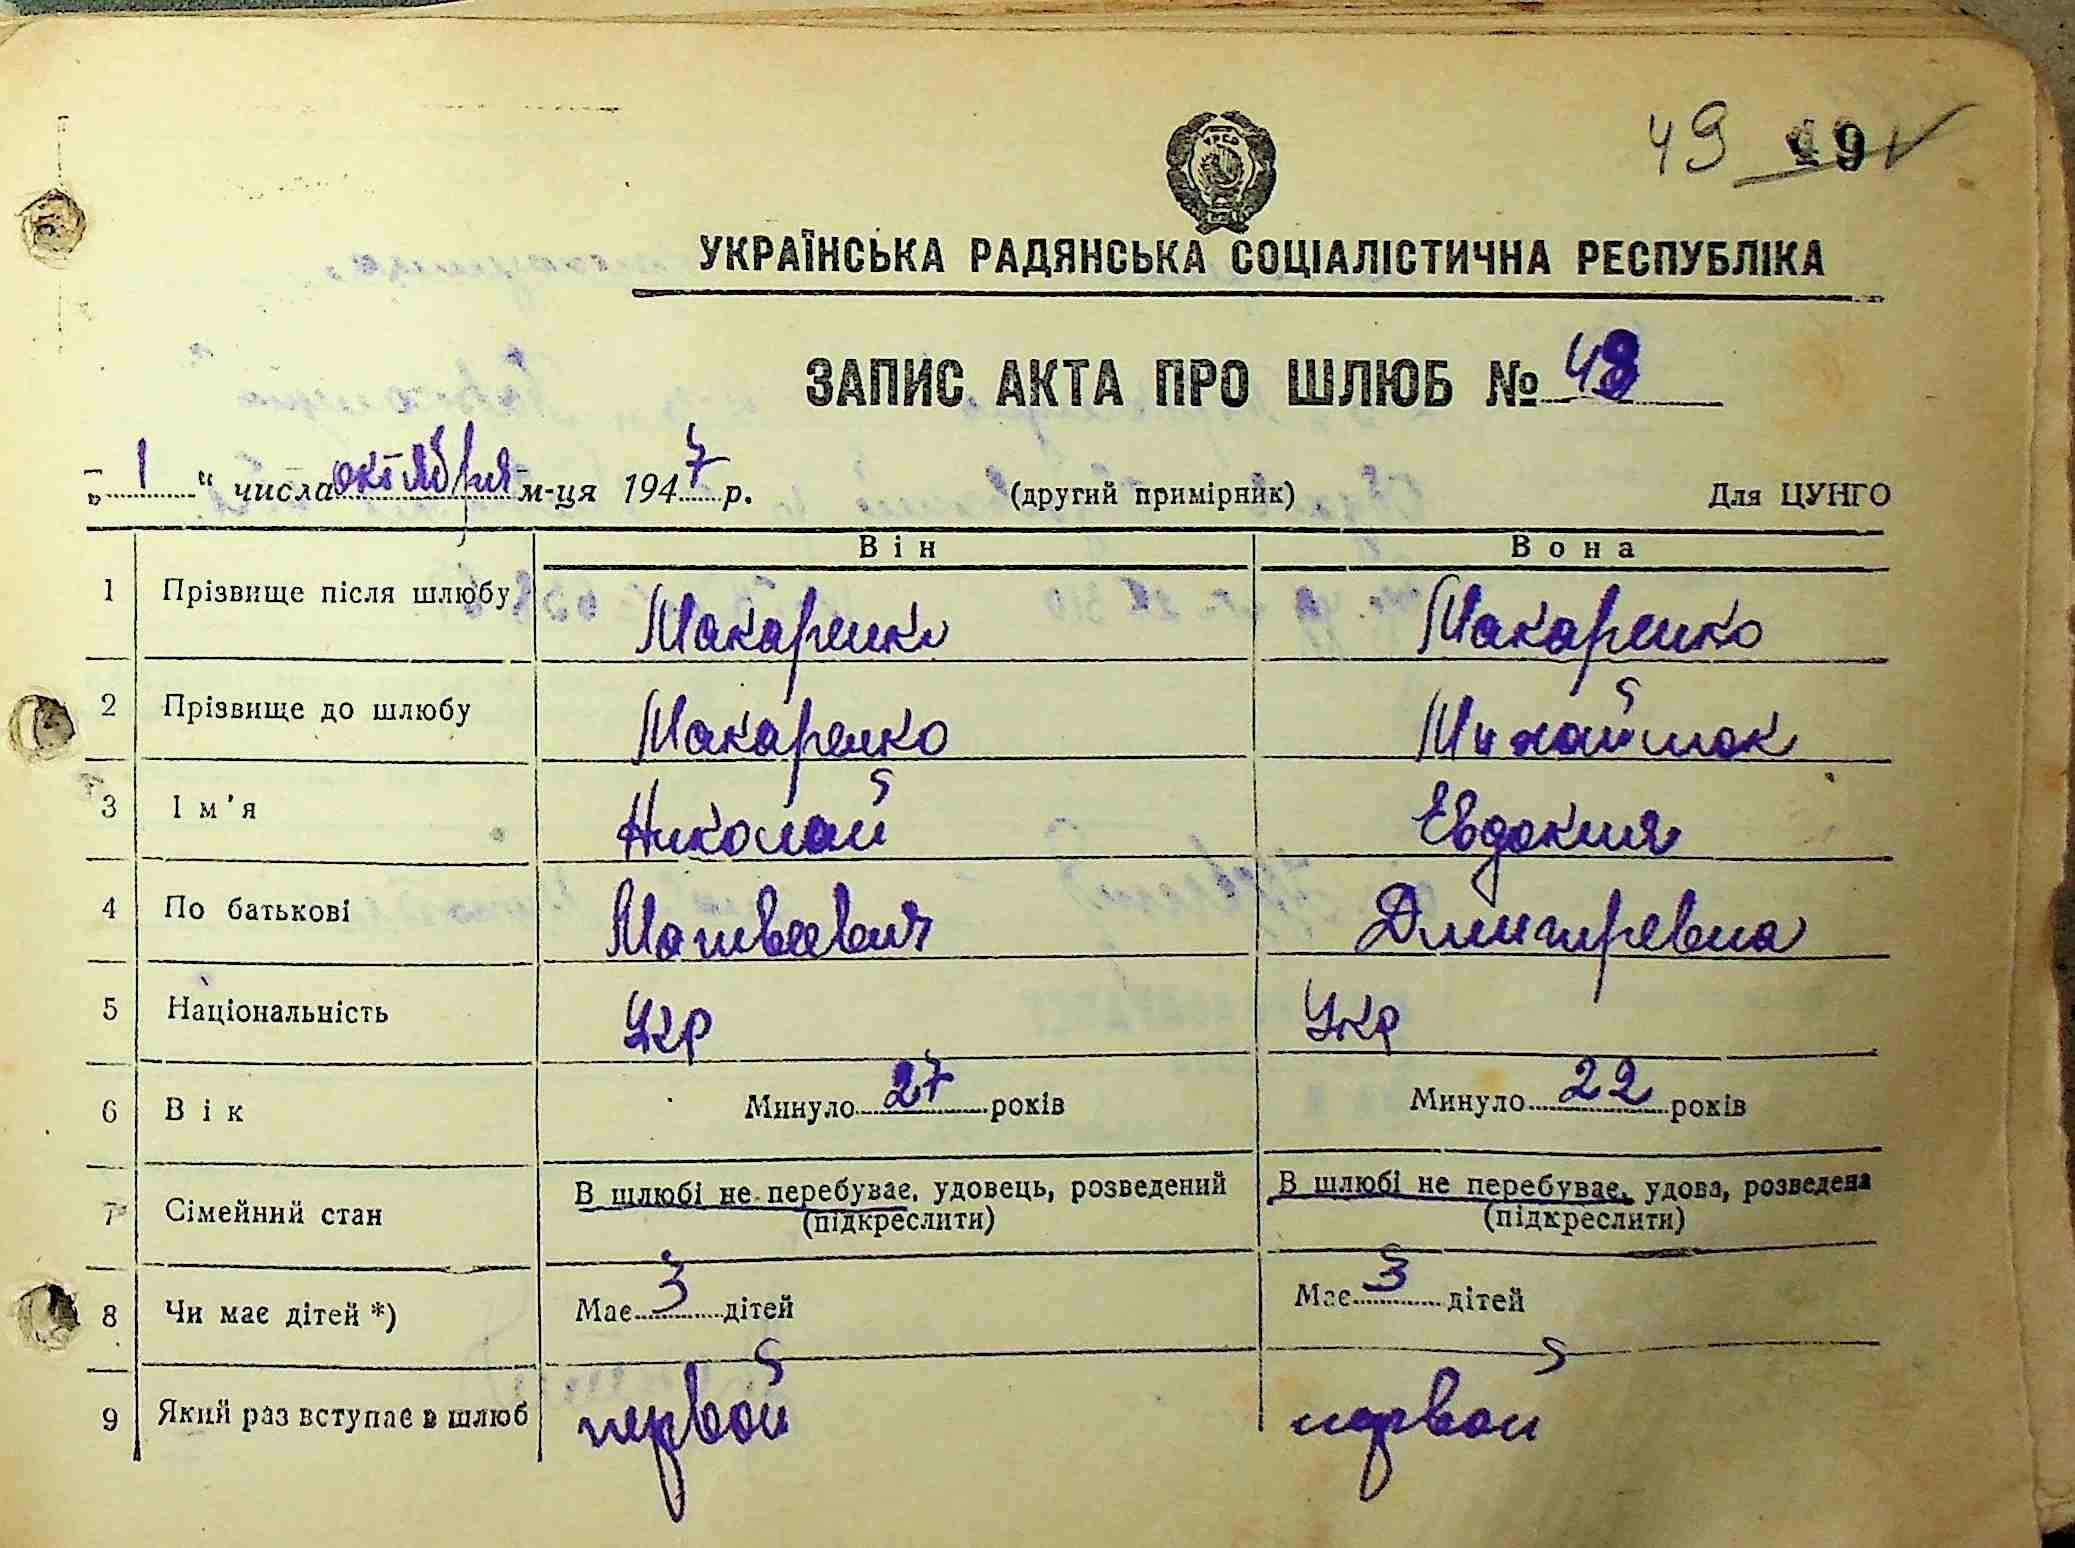 49 49
УКРАЇНСЬКА РАДЯНСЬКА СОЦІАЛІСТИЧНА РЕСПУБЛІКА
ЗАПИС АКТА ПРО ШЛЮБ № 49
„ 1 “ числа октября м-ця 1947 р. (другий примірник) Для ЦУНГО
Він Вона
1 Прізвище після шлюбу Макаренко Макаренко
2 Прізвище до шлюбу Макаренко
3 Ім'я Николай Евдокия
4 По батькові Матвеевич Дмитревна
5 Національність Укр Укр
6 Вік Минуло 27 років Минуло 22 років
7 Сімейний стан В шлюбі не перебуває, удовець, розведений В шлюбі не перебуває, удова, розведена
(підкреслити) (підкреслити)
8 Чи має дітей *) Має 3 дітей Має 3 дітей
9 Який раз вступає в шлюб первой первой